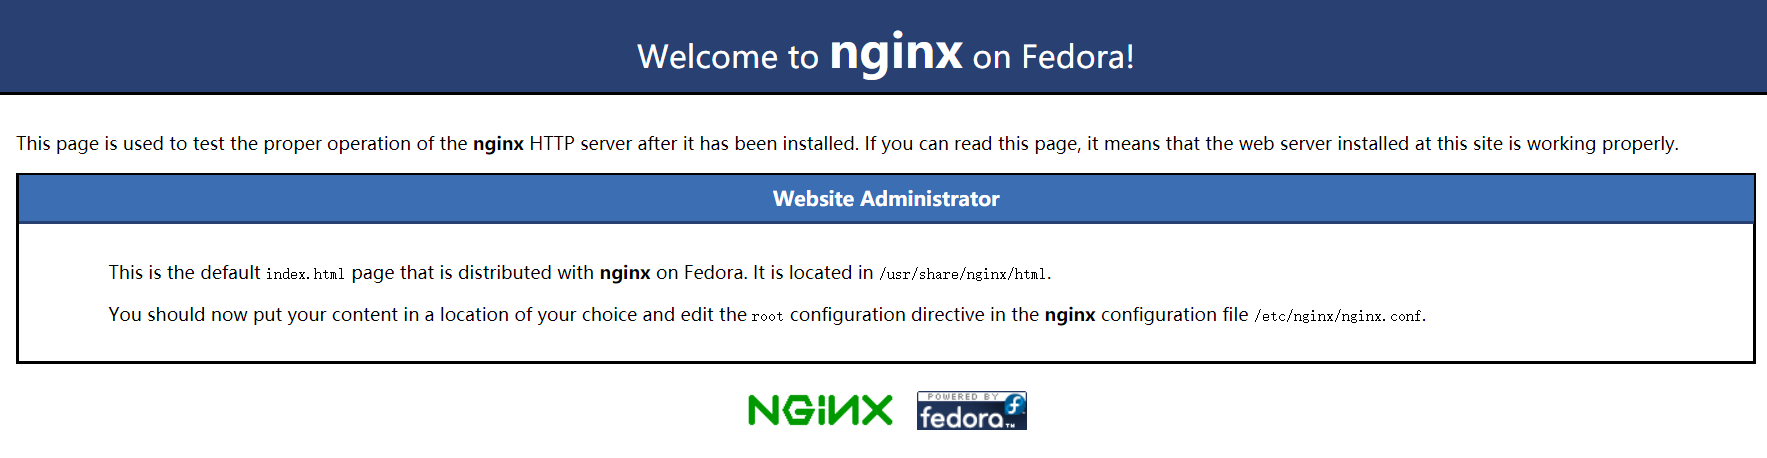 Welcome to nginx on Fedora!
This page is used to test the proper operation of the nginx HTTP server after it has been installed. If you can read this page, it means that the web server installed at this site is working properly.
Website Administrator
This is the default index.html page that is distributed with nginx on Fedora. It is located in /usr/share/nginx/html.
You should now put your content in a location of your choice and edit the root configuration directive in the nginx configuration file /etc/nginx/nginx.conf.
NGiNX
POWERED BY
fedora™